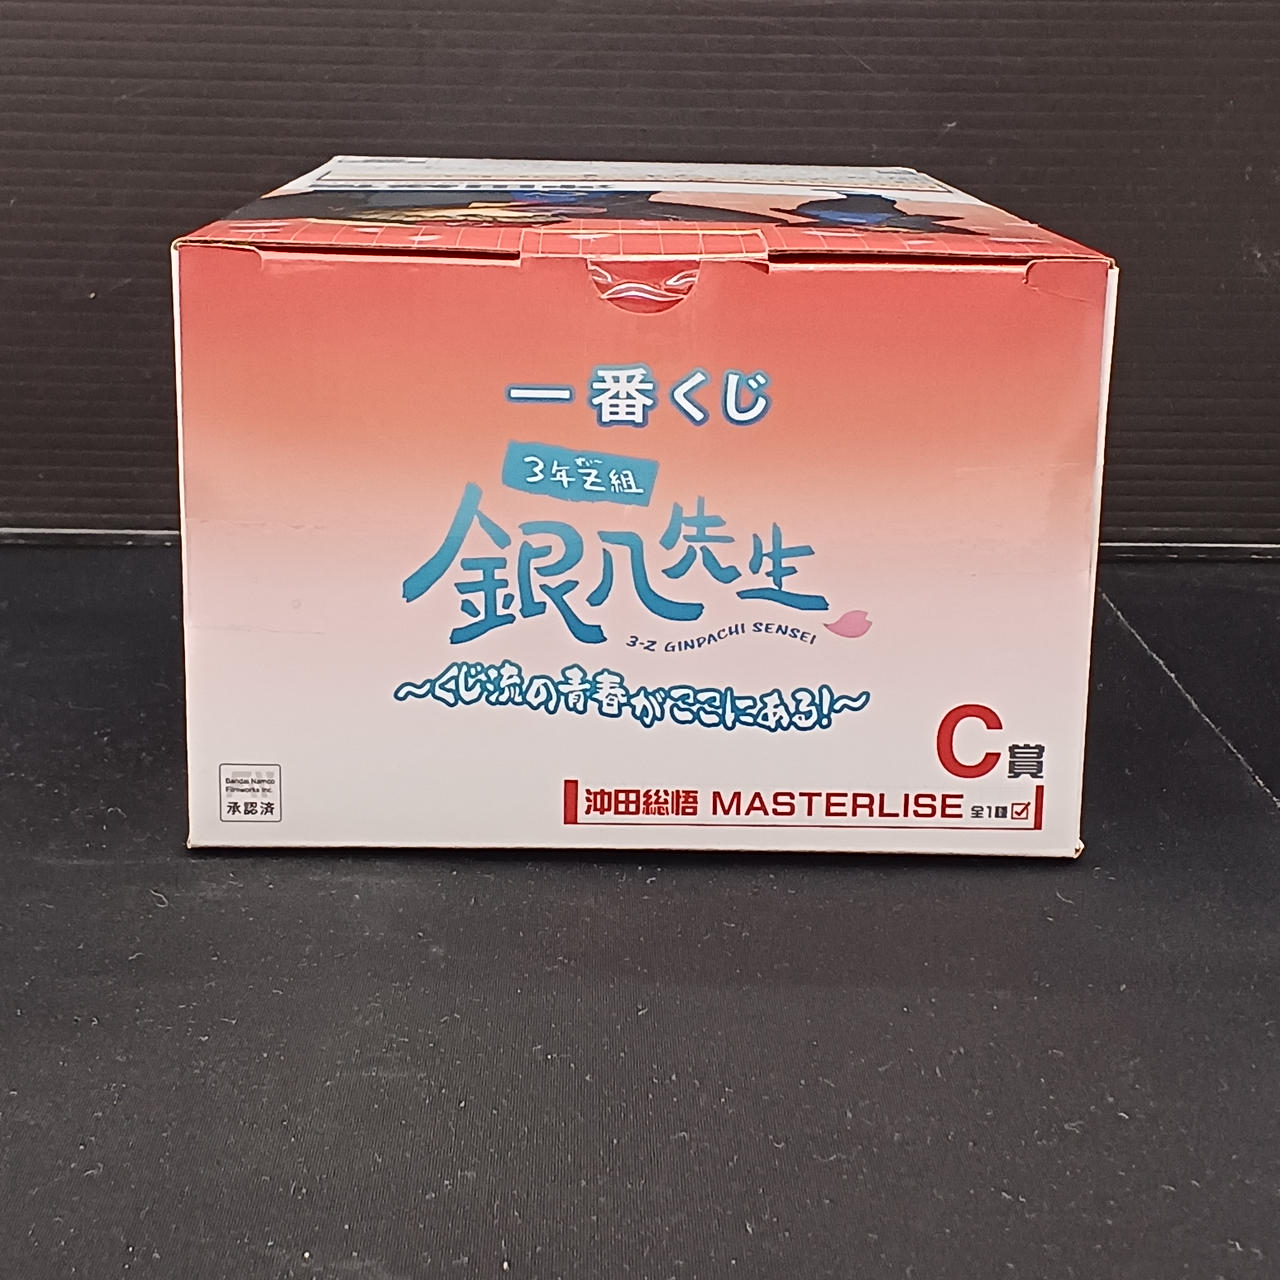 一番くじ
3年Z組
銀八先生
3-Z GINPACHI SENSEI
〜くじ流の青春がここにある!〜
C賞
沖田総悟 MASTERLISE 全1種
Bandai Namco
Filmworks Inc.
承認済